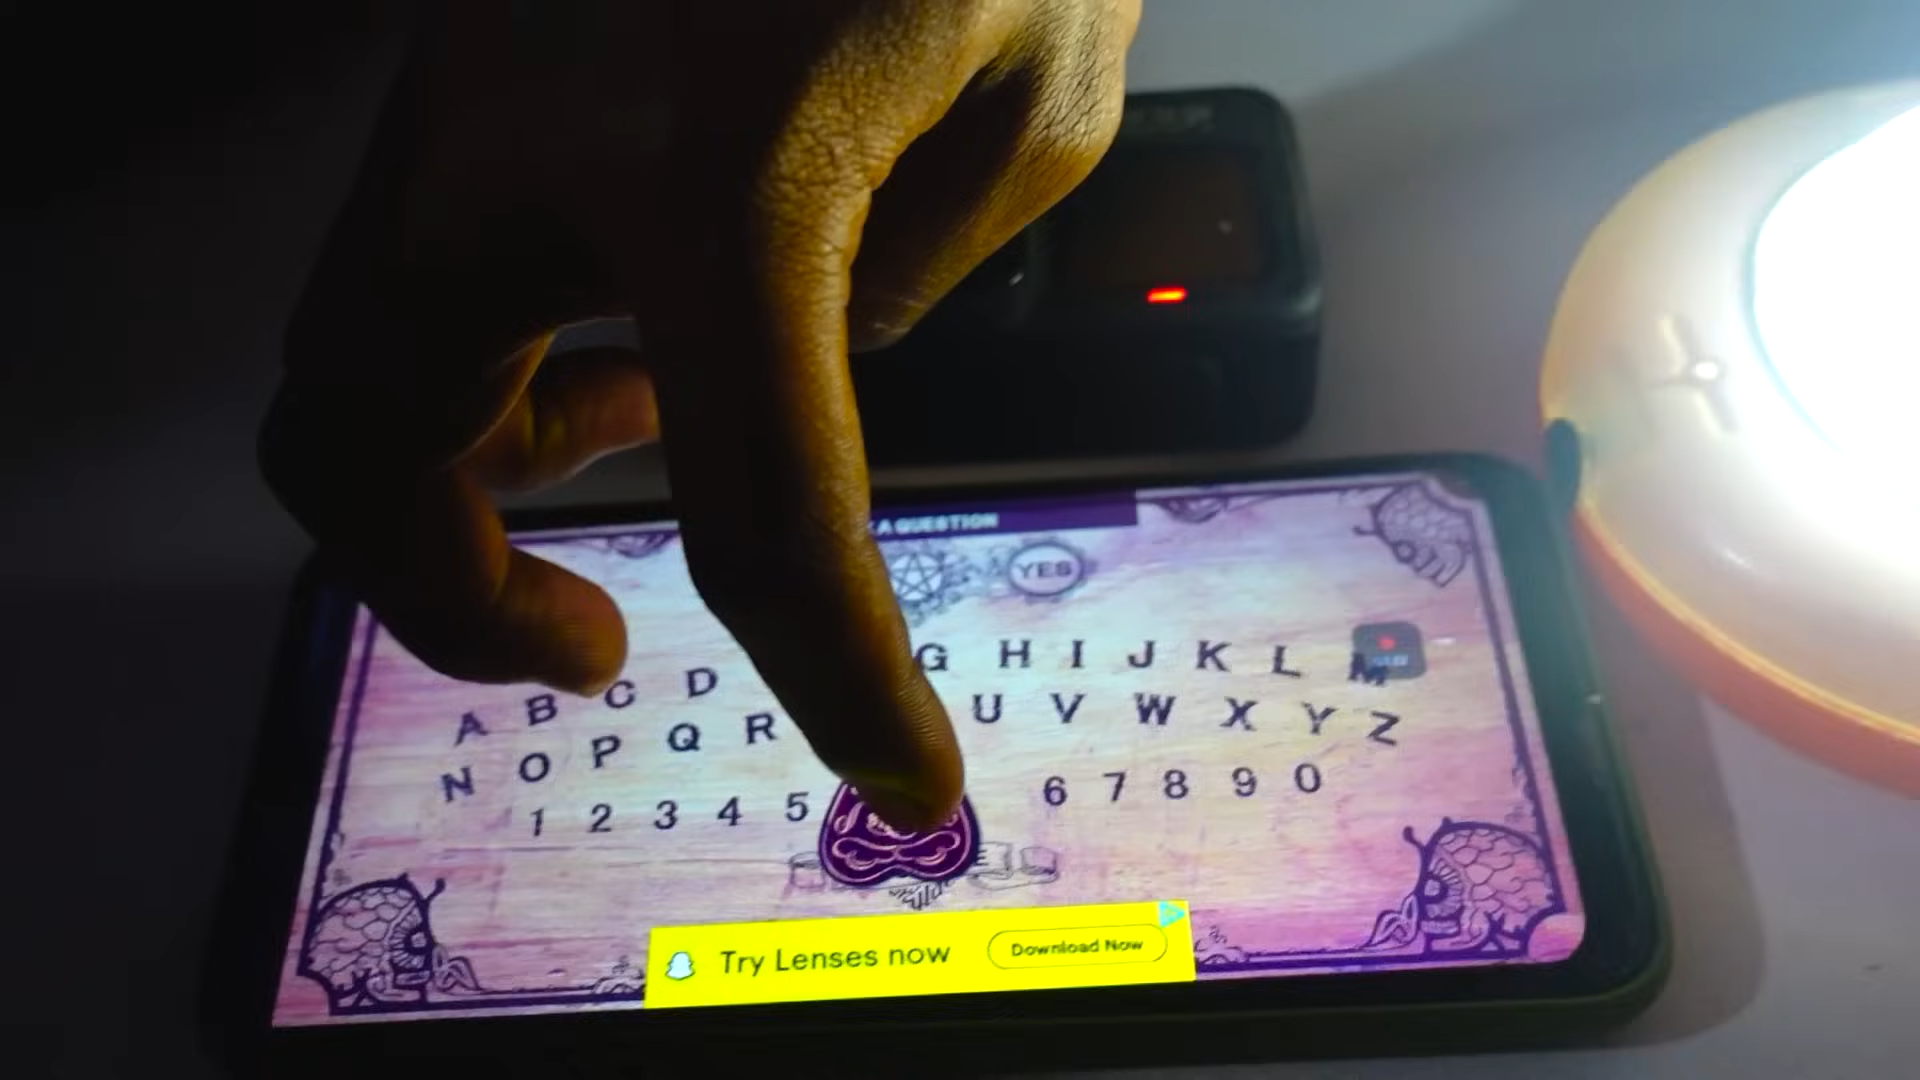 A QUESTION
YES
A B C D G H I J K L M
N O P Q R U V W X Y Z
1 2 3 4 5 6 7 8 9 0
Try Lenses now
Download Now